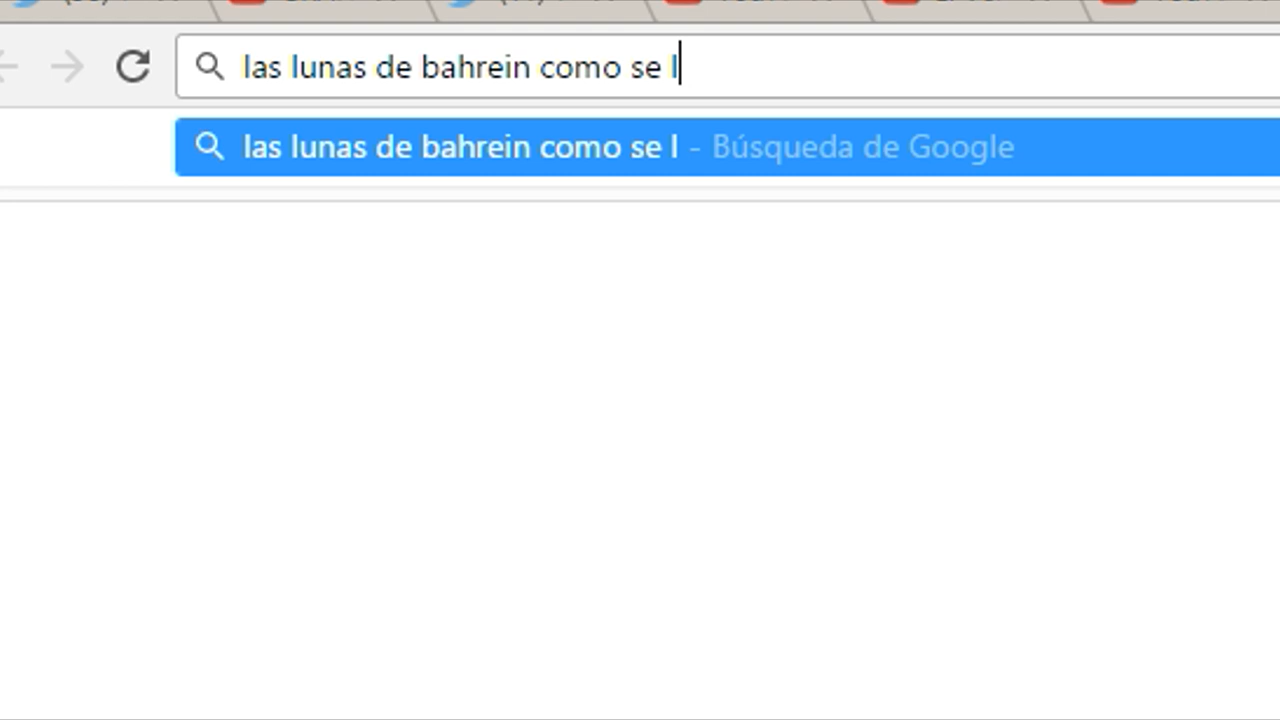 las lunas de bahrein como se l
las lunas de bahrein como se l - Búsqueda de Google